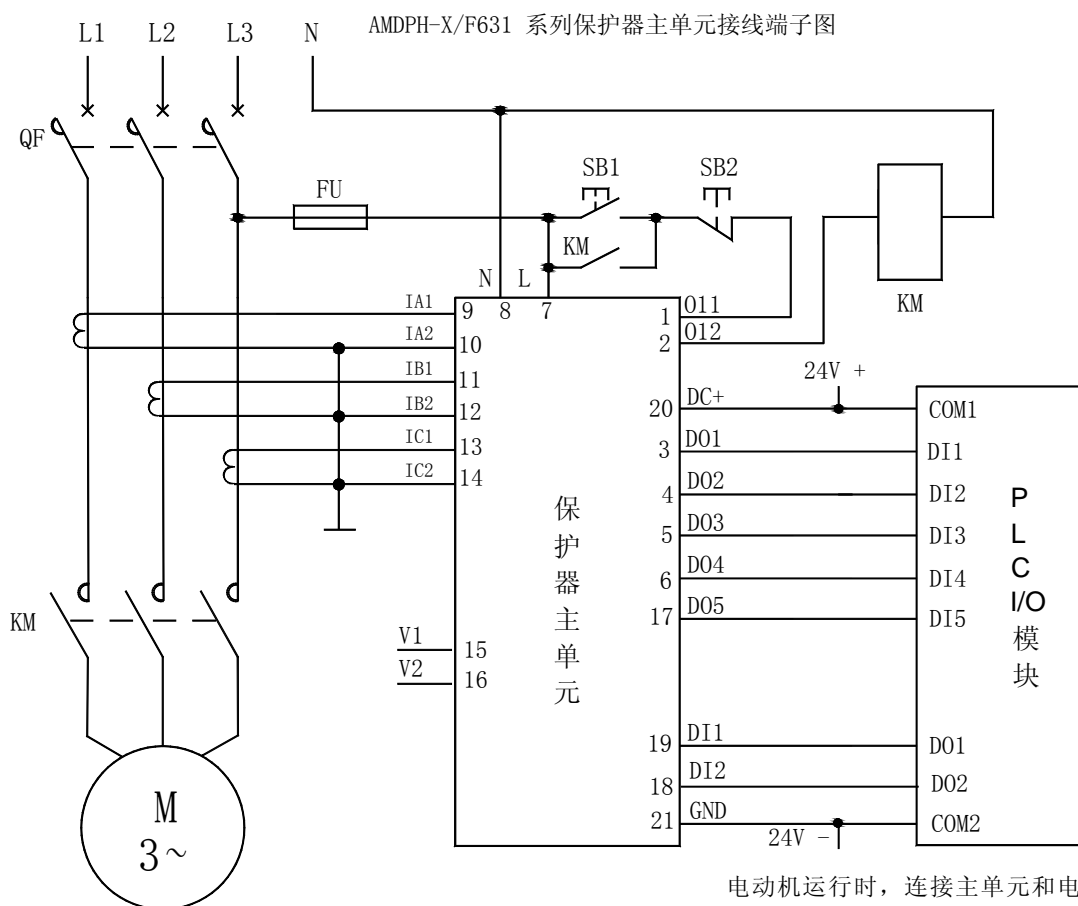 AMDPH-X/F631 系列保护器主单元接线端子图
L1 L2 L3 N
QF
FU
SB1
SB2
KM
KM
N L
8 7
IA1 9
IA2 10
IB1 11
IB2 12
IC1 13
IC2 14
V1 15
V2 16
保护器主单元
1 O11
2 O12
24V +
20 DC+ COM1
3 DO1 DI1
4 DO2 DI2
5 DO3 DI3
6 DO4 DI4
17 DO5 DI5
19 DI1 DO1
18 DI2 DO2
21 GND COM2
24V -
PLC I/O 模块
KM
M
3~
电动机运行时，连接主单元和电